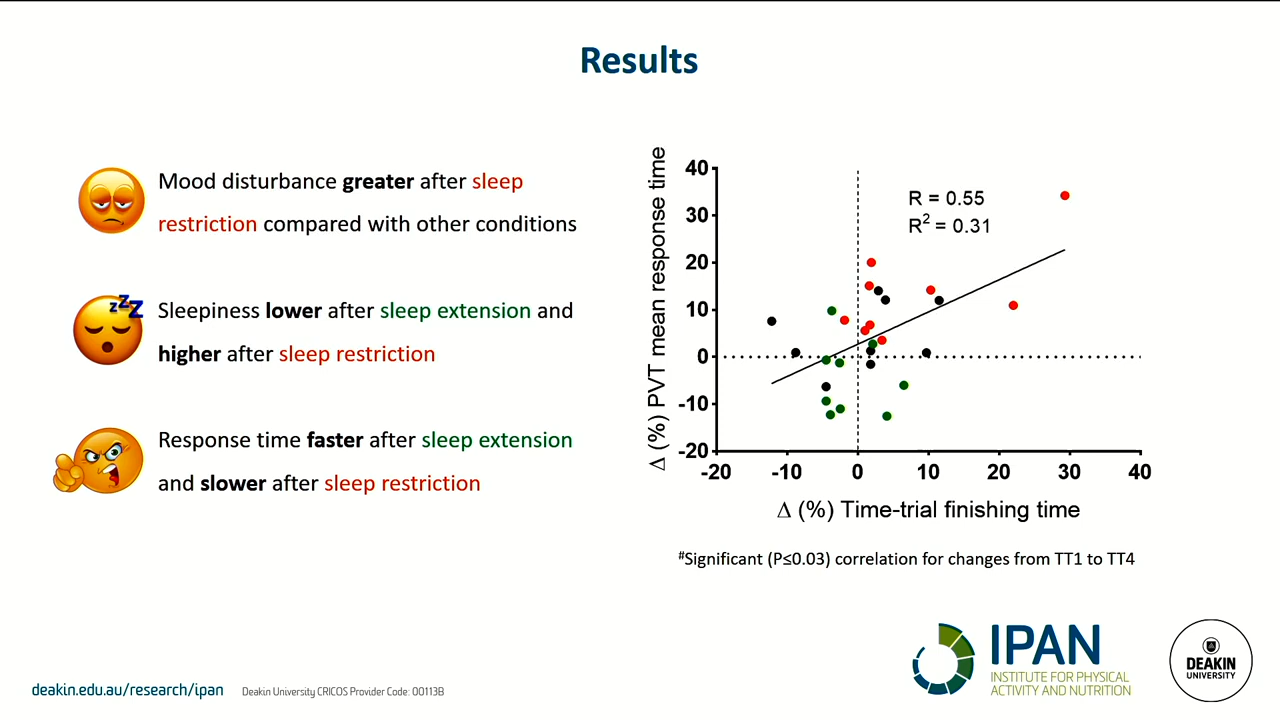 Results
Mood disturbance greater after sleep
restriction compared with other conditions
zzZ
Sleepiness lower after sleep extension and
higher after sleep restriction
Response time faster after sleep extension
and slower after sleep restriction
Δ (%) PVT mean response time
40
30
20
10
0
-10
-20
R = 0.55
R² = 0.31
-20 -10 0 10 20 30 40
Δ (%) Time-trial finishing time
#Significant (P≤0.03) correlation for changes from TT1 to TT4
deakin.edu.au/research/ipan Deakin University CRICOS Provider Code: 00113B
IPAN
INSTITUTE FOR PHYSICAL
ACTIVITY AND NUTRITION
DEAKIN
UNIVERSITY